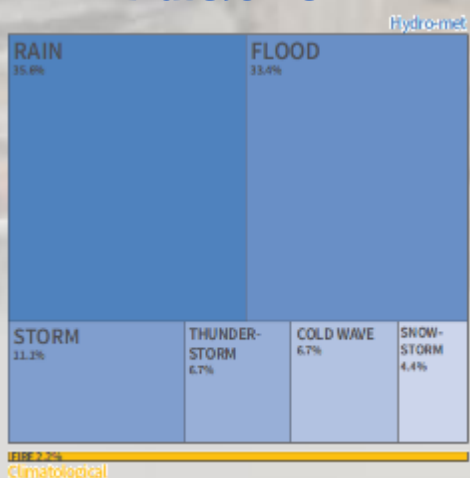 Hydro-met
RAIN
35.6%
FLOOD
33.4%
STORM
11.1%
THUNDER-
STORM
6.7%
COLD WAVE
6.7%
SNOW-
STORM
4.4%
FIRE 2.2%
Climatological